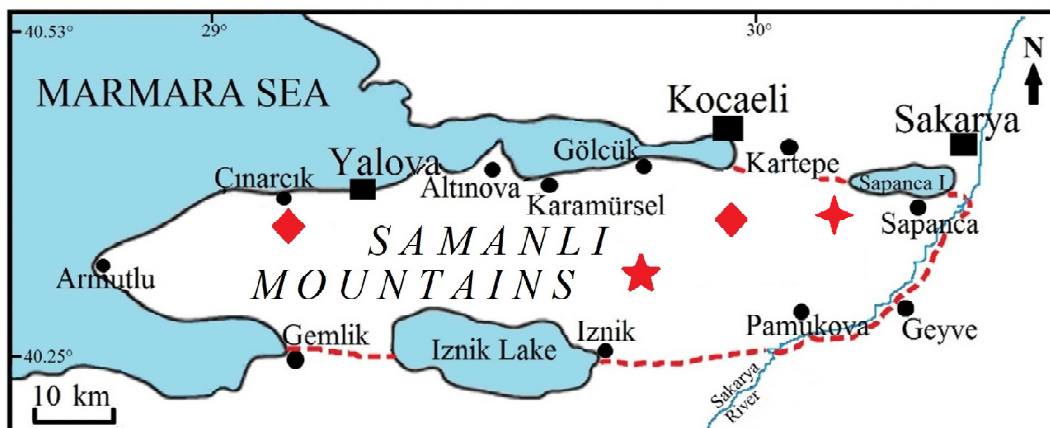 29°
30°
40.53°
N
MARMARA SEA
Kocaeli
Sakarya
Gölcük
Kartepe
Yalova
Altınova
Çınarcık
Karamürsel
Sapanca L.
Sapanca
SAMANLI
MOUNTAINS
Armutlu
Gemlik
Iznik Lake
Iznik
Pamukova
Geyve
40.25°
10 km
Sakarya
River